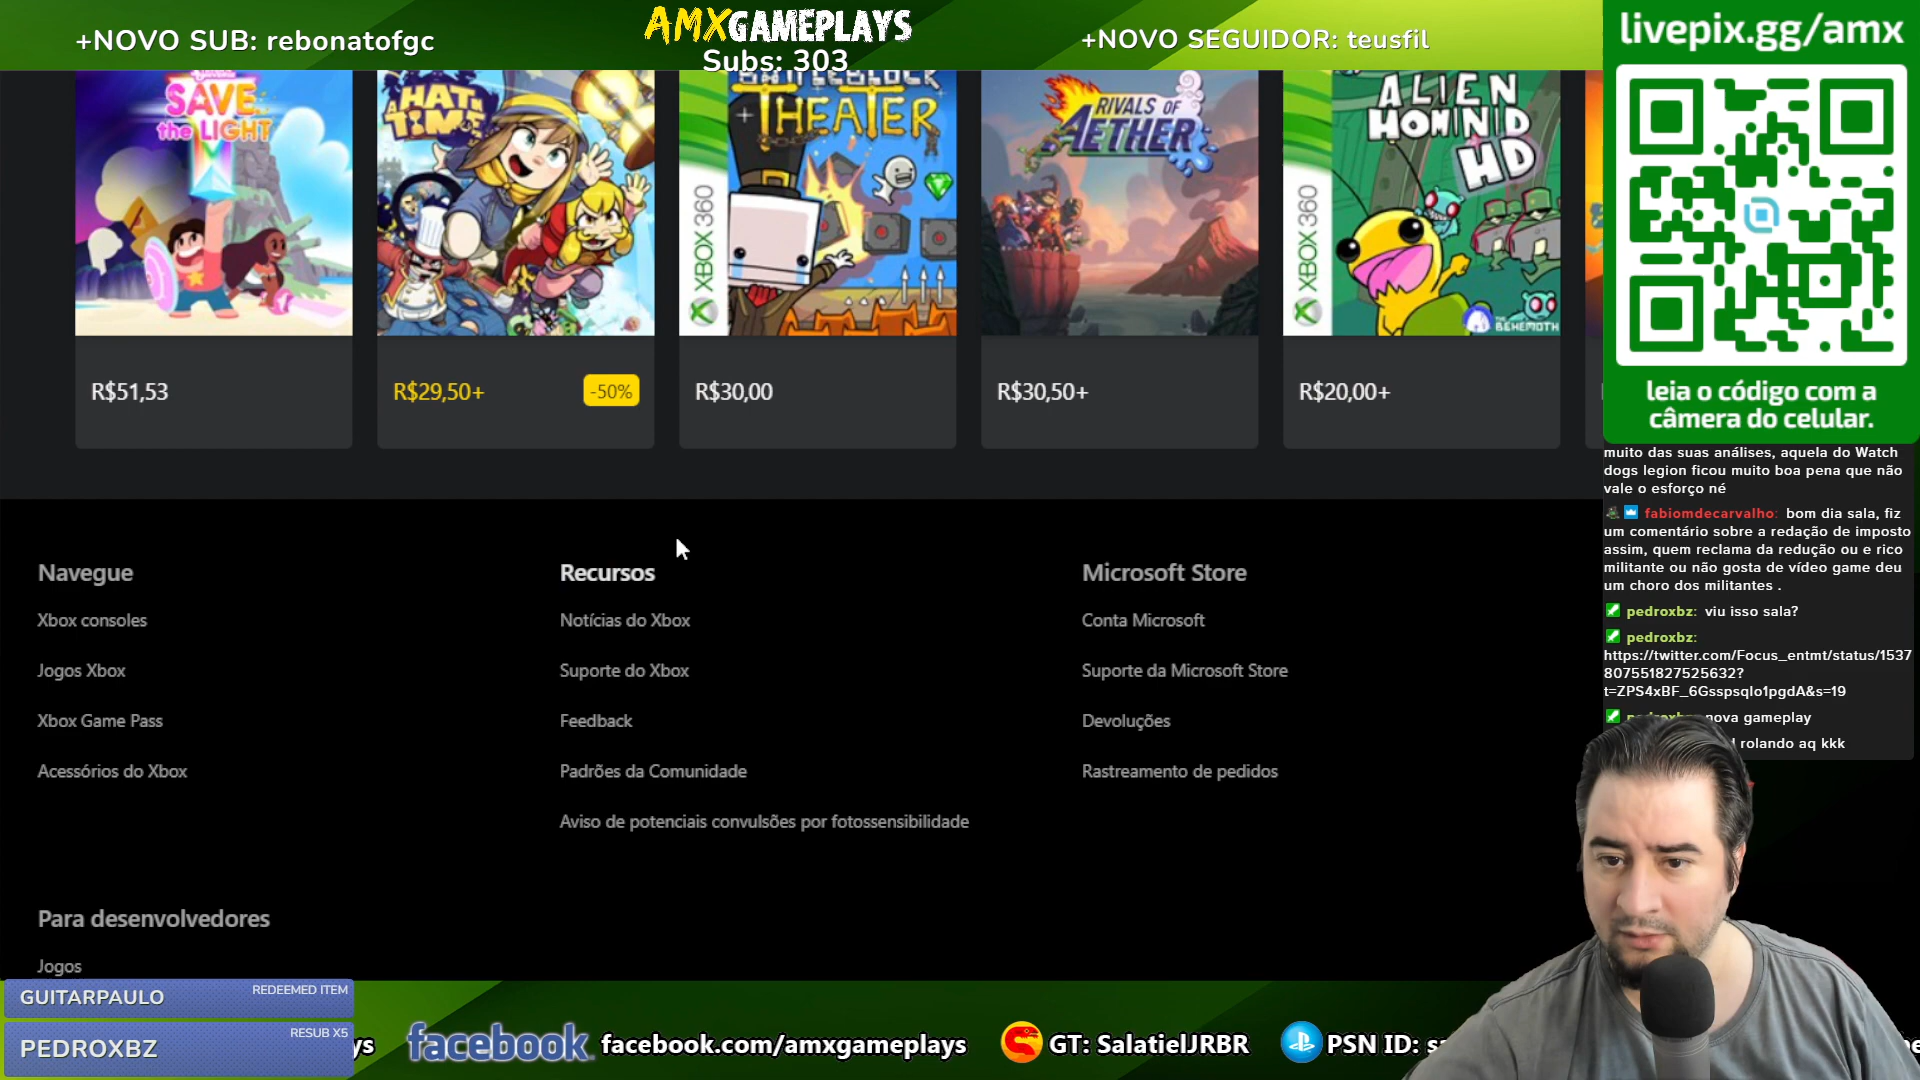 +NOVO SUB: rebonatofgc
AMXGAMEPLAYS
Subs: 303
+NOVO SEGUIDOR: teusfil
livepix.gg/amx
SAVE
the LIGHT
A HAT IN
TIME
BATTLEBLOCK
THEATER
XBOX 360
RIVALS OF
AETHER
ALIEN
HOMINID
HD
XBOX 360
THE
BEHEMOTH
R$51,53
R$29,50+
-50%
R$30,00
R$30,50+
R$20,00+
leia o código com a
câmera do celular.
muito das suas análises, aquela do Watch
dogs legion ficou muito boa pena que não
vale o esforço né
fabiomdecarvalho: bom dia sala, fiz
um comentário sobre a redação de imposto
assim, quem reclama da redução ou e rico
militante ou não gosta de vídeo game deu
um choro dos militantes .
pedroxbz: viu isso sala?
pedroxbz:
https://twitter.com/Focus_entmt/status/1537
807551827525632?
t=ZPS4xBF_6Gsspsqlo1pgdA&s=19
pedroxbz: nova gameplay
rolando aq kkk
Navegue
Xbox consoles
Jogos Xbox
Xbox Game Pass
Acessórios do Xbox
Recursos
Notícias do Xbox
Suporte do Xbox
Feedback
Padrões da Comunidade
Aviso de potenciais convulsões por fotossensibilidade
Microsoft Store
Conta Microsoft
Suporte da Microsoft Store
Devoluções
Rastreamento de pedidos
Para desenvolvedores
Jogos
GUITARPAULO
REDEEMED ITEM
PEDROXBZ
RESUB X5
ys
facebook
facebook.com/amxgameplays
GT: SalatielJRBR
PSN ID: